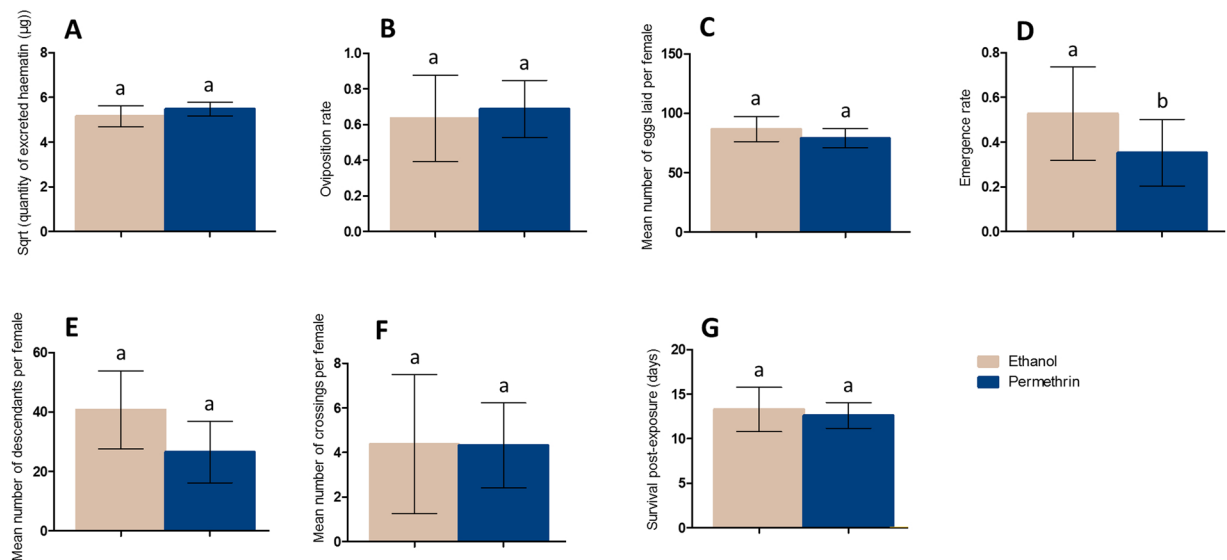 A
Sqrt (quantity of excreted haematin (µg))
8
6
4
2
0
a
a
B
Oviposition rate
1.0
0.8
0.6
0.4
0.2
0.0
a
a
C
Mean number of eggs laid per female
150
100
50
0
a
a
D
Emergence rate
0.8
0.6
0.4
0.2
0.0
a
b
E
Mean number of descendants per female
60
40
20
0
a
a
F
Mean number of crossings per female
8
6
4
2
0
a
a
G
Survival post-exposure (days)
20
15
10
5
0
a
a
Ethanol
Permethrin